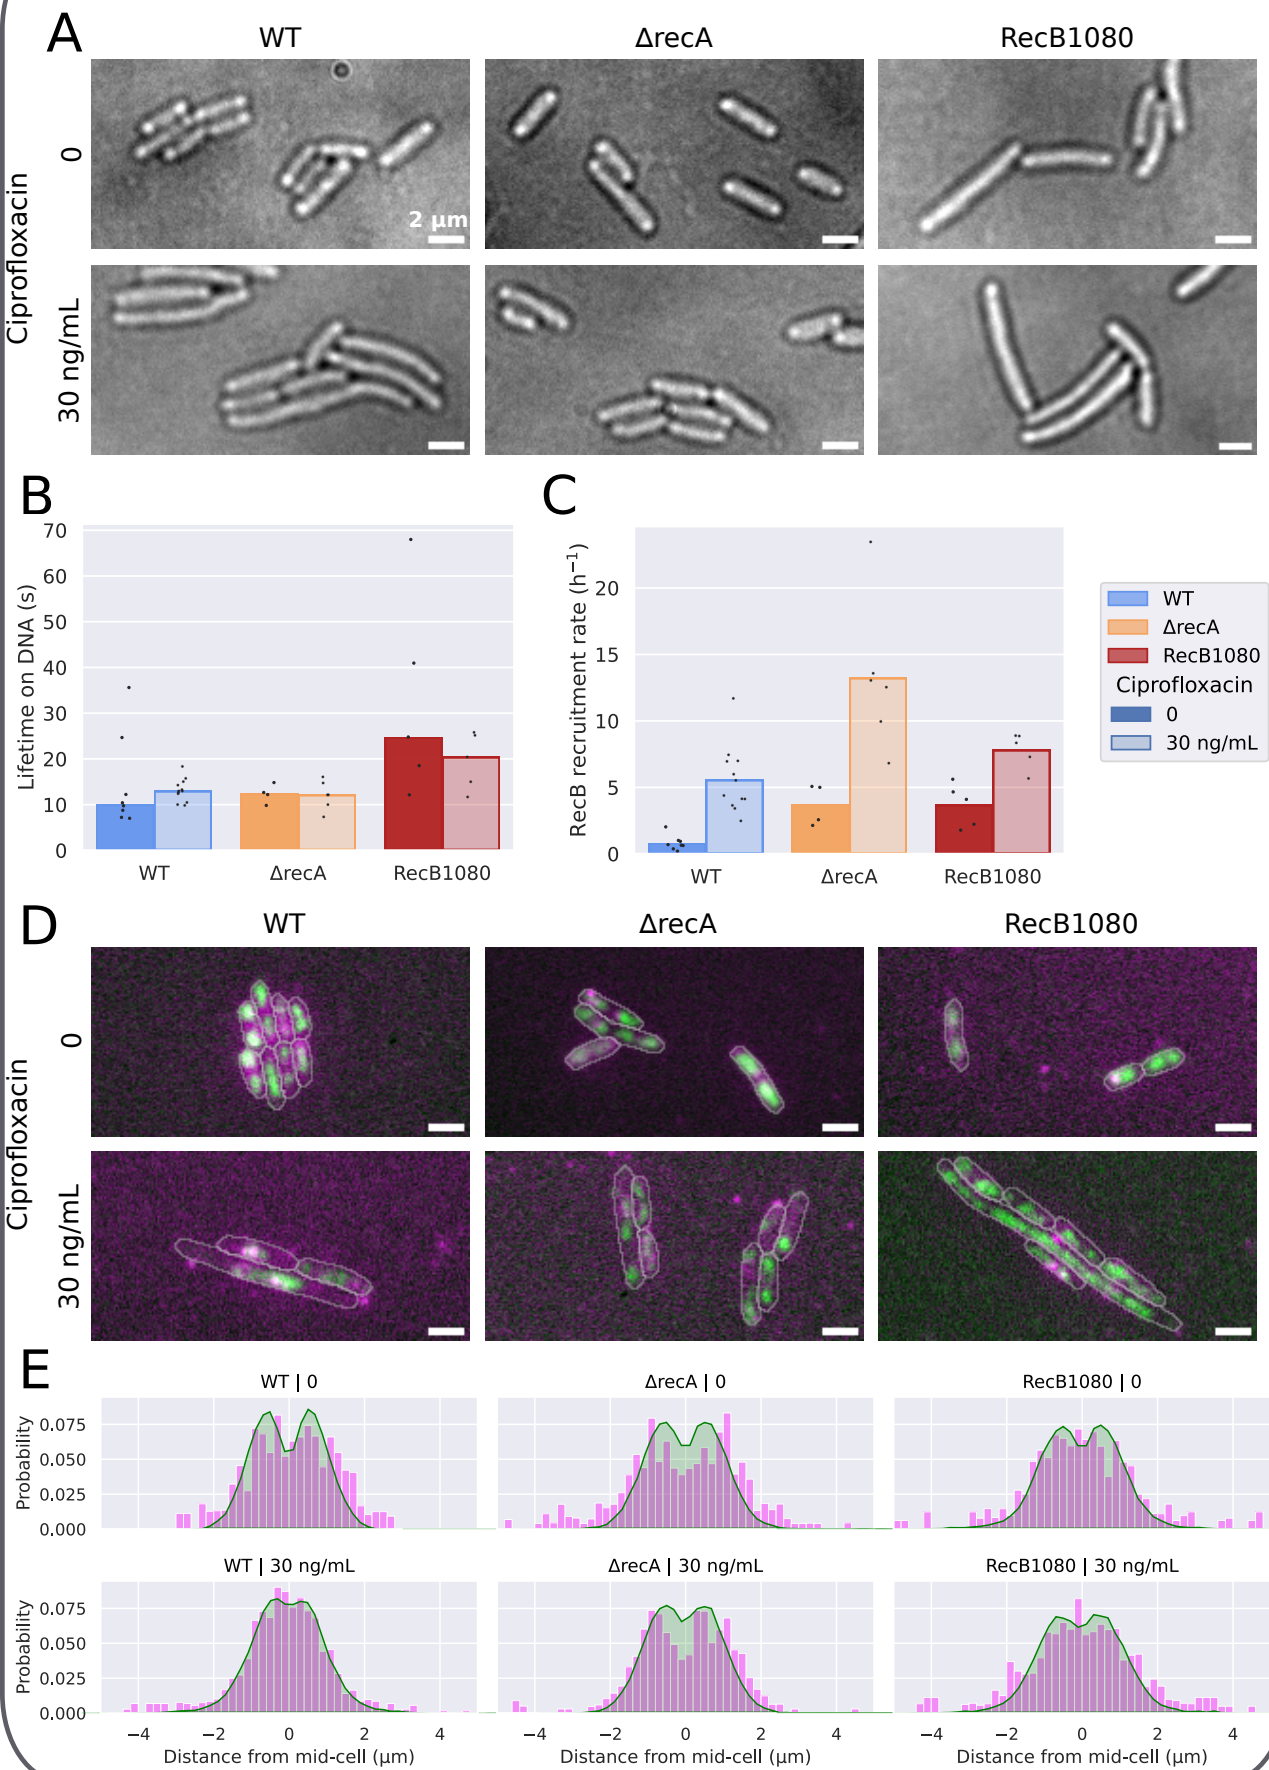 A
WT
ΔrecA
RecB1080
Ciprofloxacin
0
2 μm
30 ng/mL
B
Lifetime on DNA (s)
70
60
50
40
30
20
10
0
WT
ΔrecA
RecB1080
C
RecB recruitment rate (h⁻¹)
20
15
10
5
0
WT
ΔrecA
RecB1080
WT
ΔrecA
RecB1080
Ciprofloxacin
0
30 ng/mL
D
WT
ΔrecA
RecB1080
Ciprofloxacin
0
30 ng/mL
E
WT | 0
ΔrecA | 0
RecB1080 | 0
Probability
0.075
0.050
0.025
0.000
WT | 30 ng/mL
ΔrecA | 30 ng/mL
RecB1080 | 30 ng/mL
Probability
0.075
0.050
0.025
0.000
−4 −2 0 2 4
−4 −2 0 2 4
−4 −2 0 2 4
Distance from mid-cell (μm)
Distance from mid-cell (μm)
Distance from mid-cell (μm)